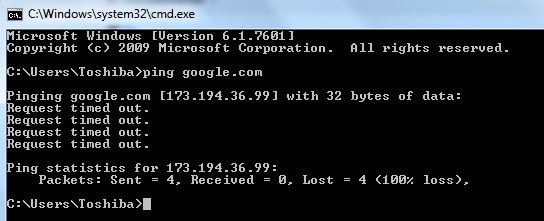 C:\Windows\system32\cmd.exe
Microsoft Windows [Version 6.1.7601]
Copyright (c) 2009 Microsoft Corporation.  All rights reserved.
C:\Users\Toshiba>ping google.com
Pinging google.com [173.194.36.99] with 32 bytes of data:
Request timed out.
Request timed out.
Request timed out.
Request timed out.
Ping statistics for 173.194.36.99:
    Packets: Sent = 4, Received = 0, Lost = 4 (100% loss),
C:\Users\Toshiba>